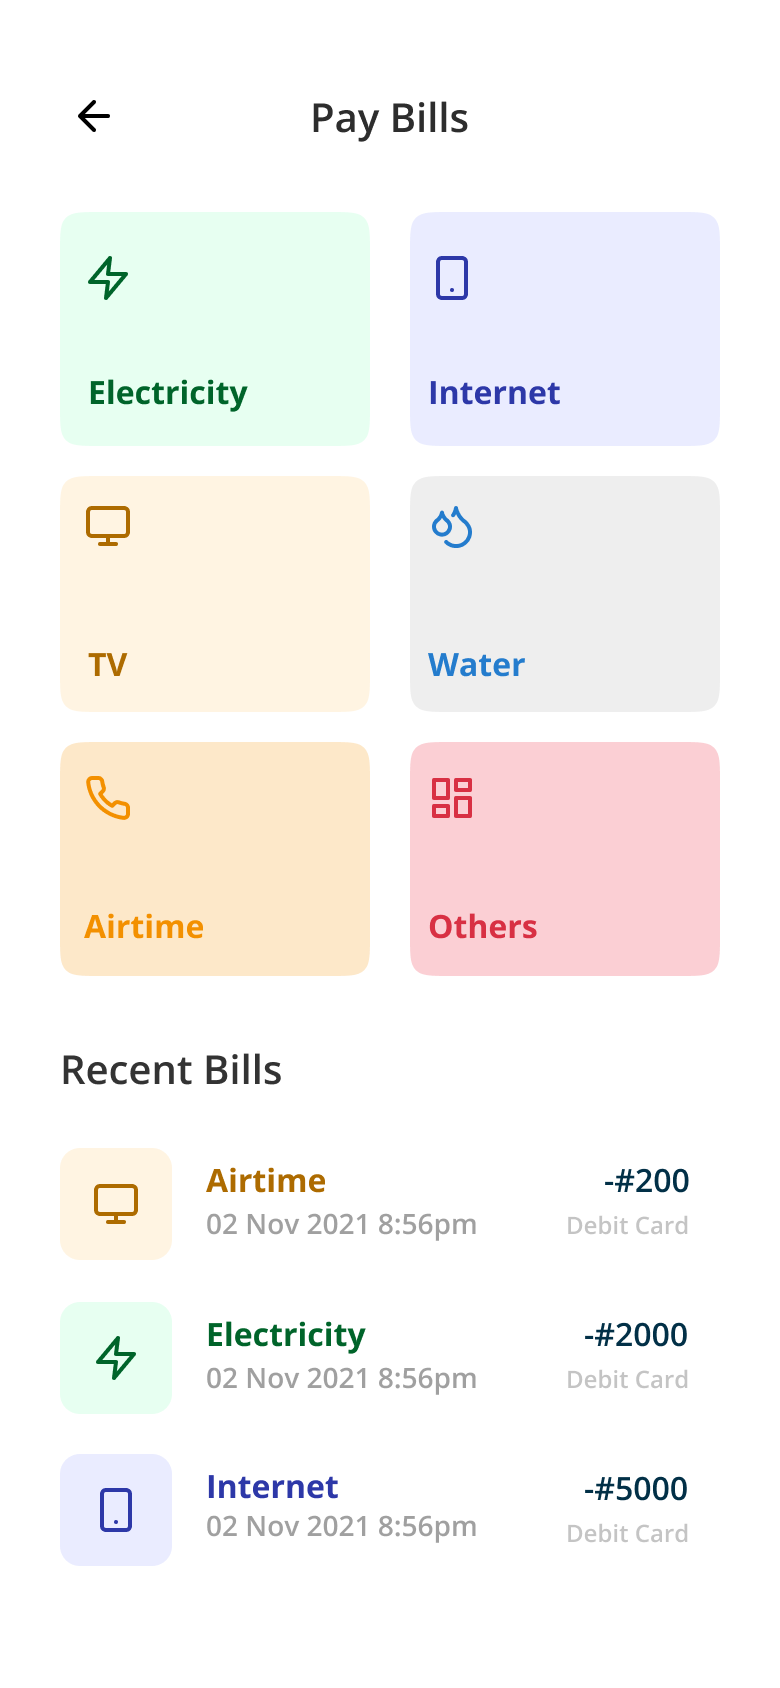 Pay Bills
Electricity
Internet
TV
Water
Airtime
Others
Recent Bills
Airtime
-#200
02 Nov 2021 8:56pm
Debit Card
Electricity
-#2000
02 Nov 2021 8:56pm
Debit Card
Internet
-#5000
02 Nov 2021 8:56pm
Debit Card